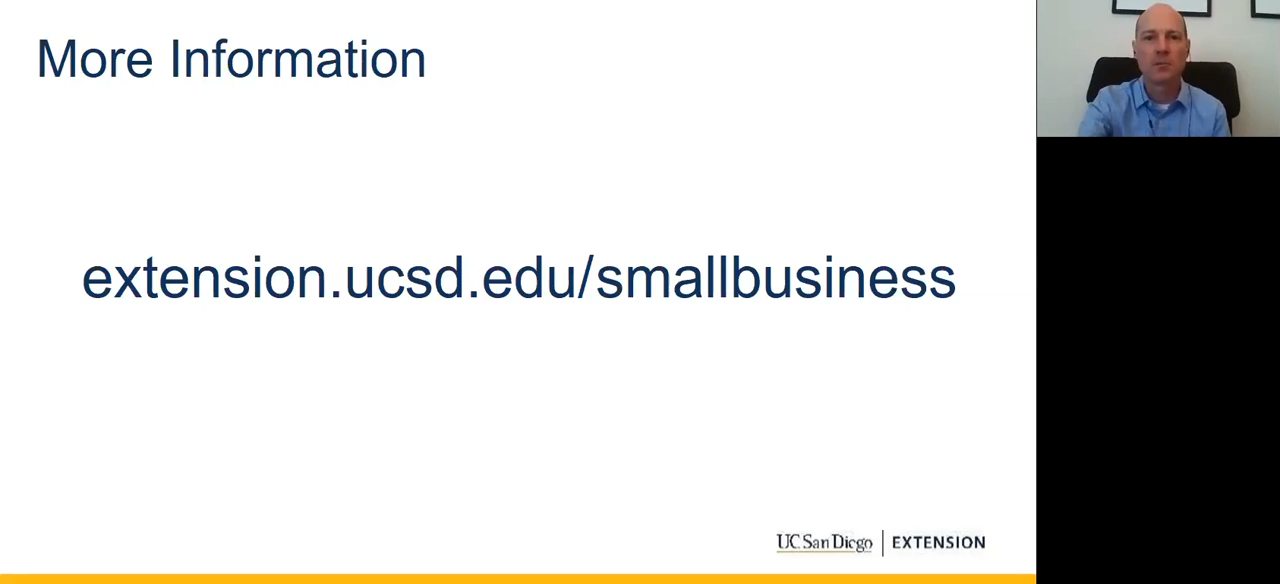 More Information
extension.ucsd.edu/smallbusiness
UC San Diego | EXTENSION